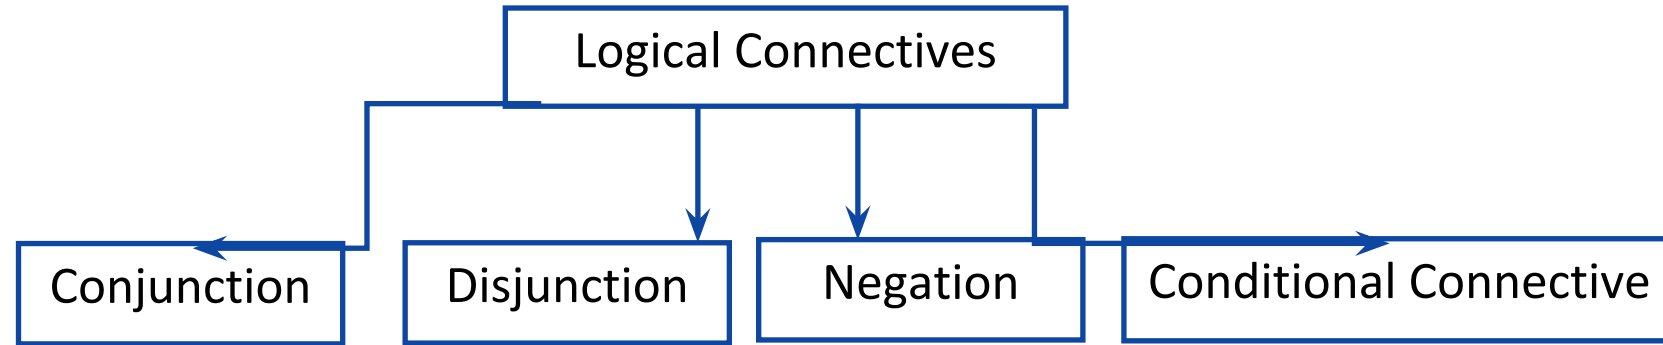 Logical Connectives
Conjunction
Disjunction
Negation
Conditional Connective